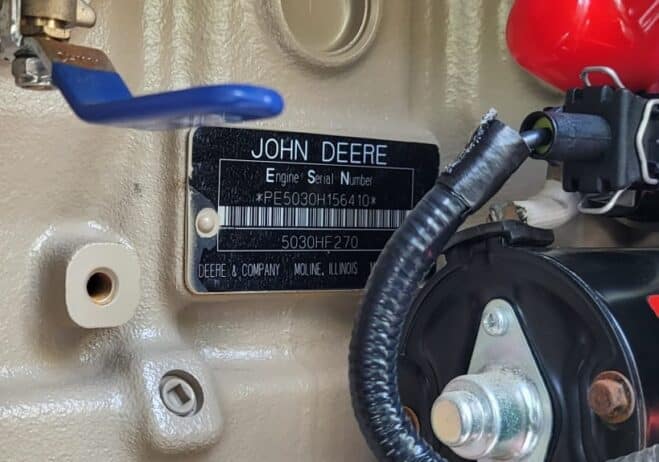 JOHN DEERE
Engine Serial Number
*PE5030H156410*
5030HF270
DEERE & COMPANY MOLINE, ILLINOIS